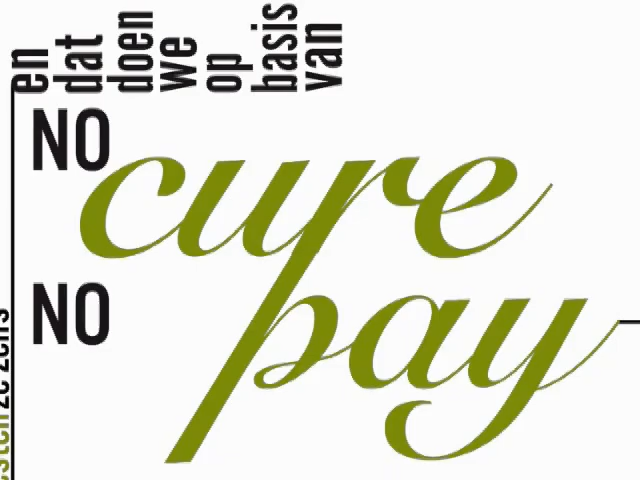 en
dat
doen
we
op
basis
van
NO cure
NO pay